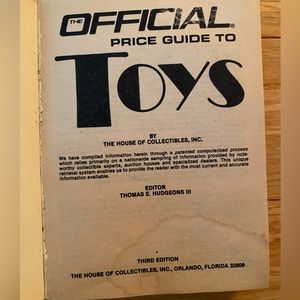 THE OFFICIAL®
PRICE GUIDE TO
TOYS
BY
THE HOUSE OF COLLECTIBLES, INC.
We have compiled information herein through a patented computerized process
which relies primarily on a nationwide sampling of information provided by note-
worthy collectible experts, auction houses and specialized dealers. This unique
retrieval system enables us to provide the reader with the most current and accurate
information available.
EDITOR
THOMAS E. HUDGEONS III
THIRD EDITION
THE HOUSE OF COLLECTIBLES, INC., ORLANDO, FLORIDA 32809